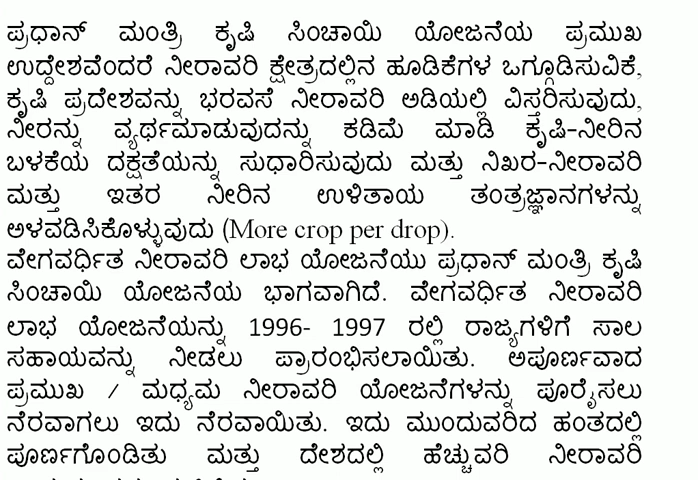 ಪ್ರಧಾನ್ ಮಂತ್ರಿ ಕೃಷಿ ಸಿಂಚಾಯಿ ಯೋಜನೆಯ ಪ್ರಮುಖ
ಉದ್ದೇಶವೆಂದರೆ ನೀರಾವರಿ ಕ್ಷೇತ್ರದಲ್ಲಿನ ಹೂಡಿಕೆಗಳ ಒಗ್ಗೂಡಿಸುವಿಕೆ,
ಕೃಷಿ ಪ್ರದೇಶವನ್ನು ಭರವಸೆ ನೀರಾವರಿ ಅಡಿಯಲ್ಲಿ ವಿಸ್ತರಿಸುವುದು,
ನೀರನ್ನು ವ್ಯರ್ಥಮಾಡುವುದನ್ನು ಕಡಿಮೆ ಮಾಡಿ ಕೃಷಿ-ನೀರಿನ
ಬಳಕೆಯ ದಕ್ಷತೆಯನ್ನು ಸುಧಾರಿಸುವುದು ಮತ್ತು ನಿಖರ-ನೀರಾವರಿ
ಮತ್ತು ಇತರ ನೀರಿನ ಉಳಿತಾಯ ತಂತ್ರಜ್ಞಾನಗಳನ್ನು
ಅಳವಡಿಸಿಕೊಳ್ಳುವುದು (More crop per drop).
ವೇಗವರ್ಧಿತ ನೀರಾವರಿ ಲಾಭ ಯೋಜನೆಯು ಪ್ರಧಾನ್ ಮಂತ್ರಿ ಕೃಷಿ
ಸಿಂಚಾಯಿ ಯೋಜನೆಯ ಭಾಗವಾಗಿದೆ. ವೇಗವರ್ಧಿತ ನೀರಾವರಿ
ಲಾಭ ಯೋಜನೆಯನ್ನು 1996- 1997 ರಲ್ಲಿ ರಾಜ್ಯಗಳಿಗೆ ಸಾಲ
ಸಹಾಯವನ್ನು ನೀಡಲು ಪ್ರಾರಂಭಿಸಲಾಯಿತು. ಅಪೂರ್ಣವಾದ
ಪ್ರಮುಖ / ಮಧ್ಯಮ ನೀರಾವರಿ ಯೋಜನೆಗಳನ್ನು ಪೂರೈಸಲು
ನೆರವಾಗಲು ಇದು ನೆರವಾಯಿತು. ಇದು ಮುಂದುವರಿದ ಹಂತದಲ್ಲಿ
ಪೂರ್ಣಗೊಂಡಿತು ಮತ್ತು ದೇಶದಲ್ಲಿ ಹೆಚ್ಚುವರಿ ನೀರಾವರಿ